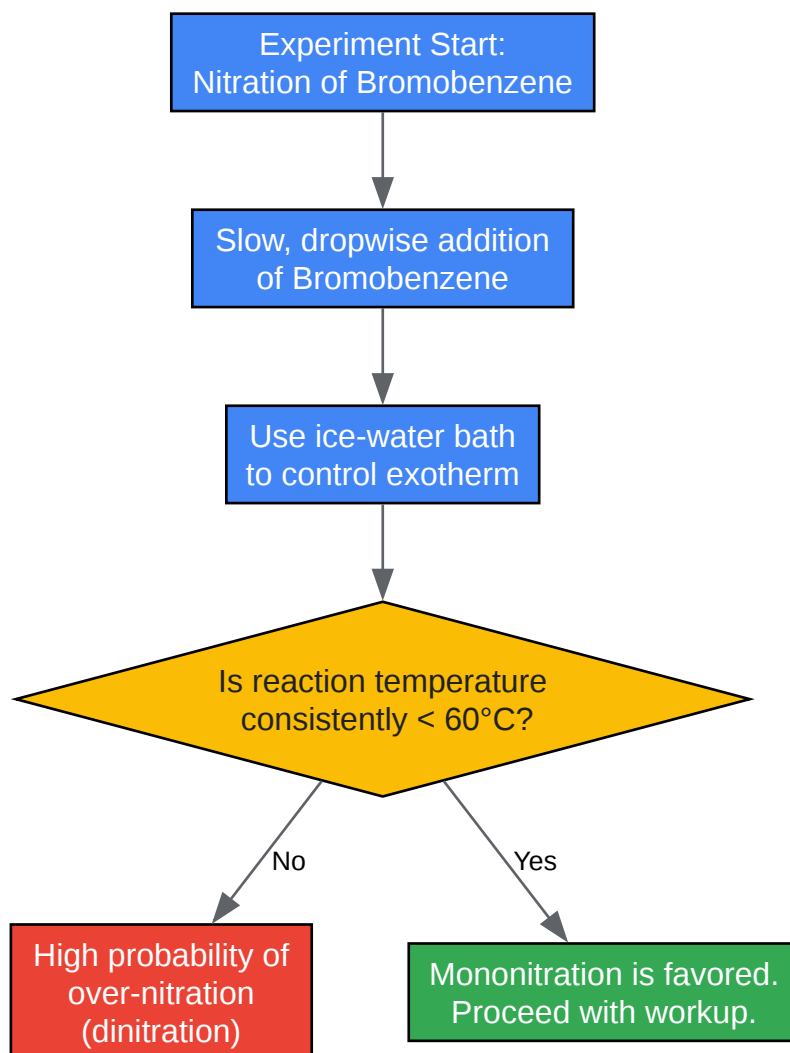 Experiment Start:
Nitration of Bromobenzene
Slow, dropwise addition
of Bromobenzene
Use ice-water bath
to control exotherm
Is reaction temperature
consistently < 60°C?
No
Yes
High probability of
over-nitration
(dinitration)
Mononitration is favored.
Proceed with workup.